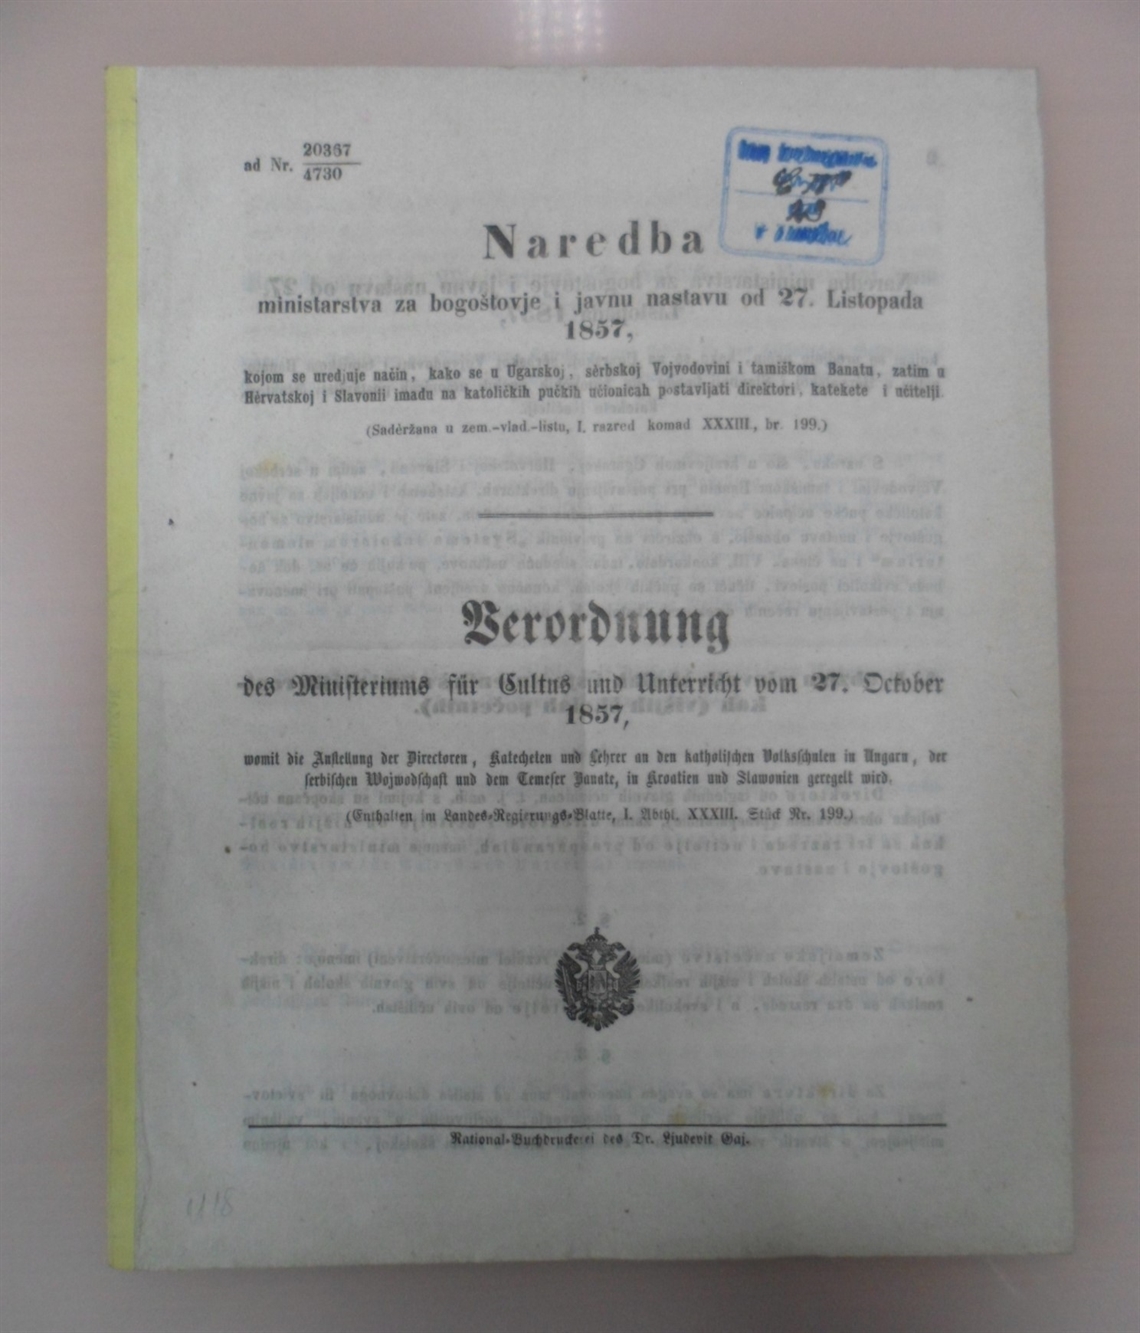 ad Nr. 20367
4730
Naredba
ministarstva za bogoštovje i javnu nastavu od 27. Listopada
1857,
kojom se uredjuje način, kako se u Ugarskoj, sèrbskoj Vojvodovini i tamiškom Banatu, zatim u
Hèrvatskoj i Slavonii imadu na katoličkih pučkih učionicah postavljati direktori, katekete i učitelji.
(Sadèržana u zem.-vlad.-listu, I. razred komad XXXIII., br. 199.)
Verordnung
des Ministeriums für Cultus und Unterricht vom 27. October
1857,
womit die Anstellung der Directoren, Katecheten und Lehrer an den katholischen Volksschulen in Ungarn, der
serbischen Wojwodschaft und dem Temeser Banate, in Kroatien und Slawonien geregelt wird.
(Enthalten im Landes-Regierungs-Blatte, I. Abthl. XXXIII. Stück Nr. 199.)
National-Buchdruckerei des Dr. Ljudevit Gaj.